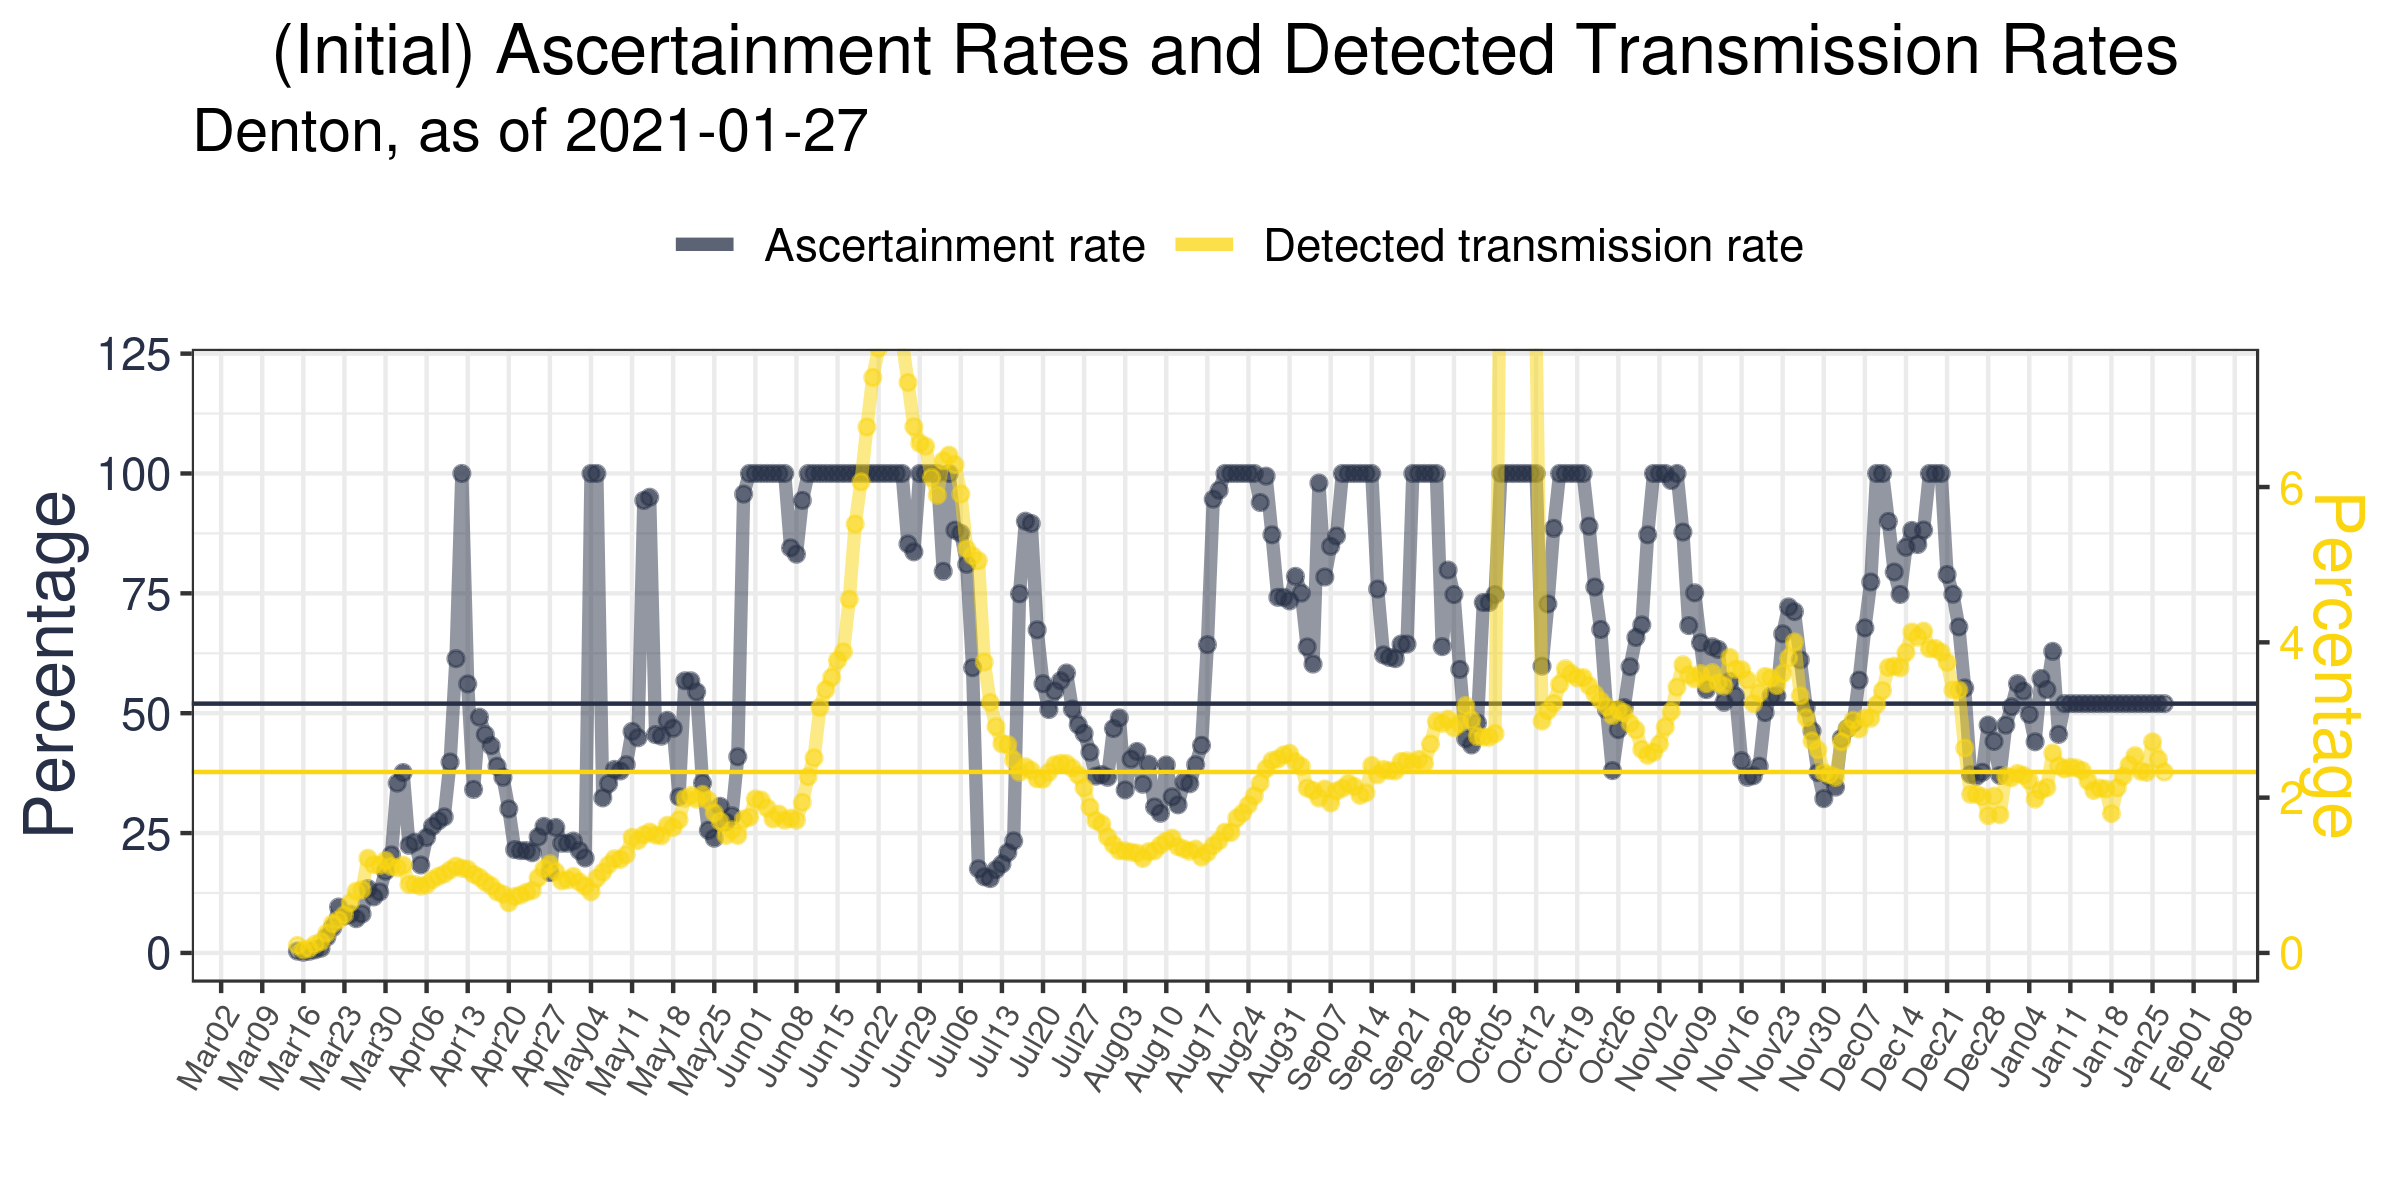 (Initial) Ascertainment Rates and Detected Transmission Rates
Denton, as of 2021-01-27
Ascertainment rate Detected transmission rate
125
100
75
50
25
0
Percentage
6
4
2
0
Percentage
Mar02 Mar09 Mar16 Mar23 Mar30 Apr06 Apr13 Apr20 Apr27 May04 May11 May18 May25 Jun01 Jun08 Jun15 Jun22 Jun29 Jul06 Jul13 Jul20 Jul27 Aug03 Aug10 Aug17 Aug24 Aug31 Sep07 Sep14 Sep21 Sep28 Oct05 Oct12 Oct19 Oct26 Nov02 Nov09 Nov16 Nov23 Nov30 Dec07 Dec14 Dec21 Dec28 Jan04 Jan11 Jan18 Jan25 Feb01 Feb08